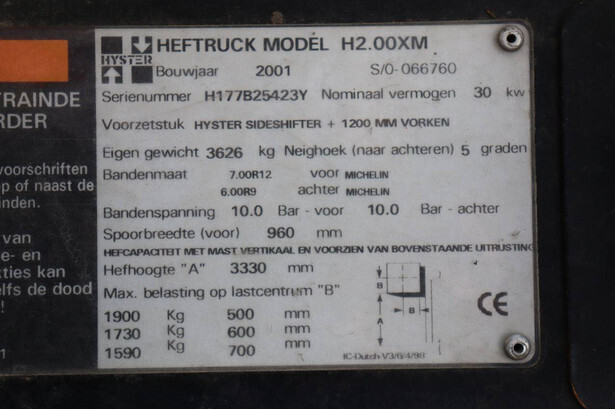 TRAINDE
RDER
voorschriften
op of naast de
inden.
van
e- en
kties kan
elfs de dood
!
1
HYSTER
HEFTRUCK MODEL H2.00XM
Bouwjaar 2001 S/O-066760
Serienummer H177B25423Y Nominaal vermogen 30 kw
Voorzetstuk HYSTER SIDESHIFTER + 1200 MM VORKEN
Eigen gewicht 3626 kg Neighoek (naar achteren) 5 graden
Bandenmaat 7.00R12 voor MICHELIN
6.00R9 achter MICHELIN
Bandenspanning 10.0 Bar - voor 10.0 Bar - achter
Spoorbreedte (voor) 960 mm
HEFCAPACITEIT MET MAST VERTIKAAL EN VOORZIEN VAN BOVENSTAANDE UITRUSTING
Hefhoogte "A" 3330 mm
Max. belasting op lastcentrum "B"
1900 Kg 500 mm
1730 Kg 600 mm
1590 Kg 700 mm
B
B
A
CE
IC-Dutch-V3/6/4/98